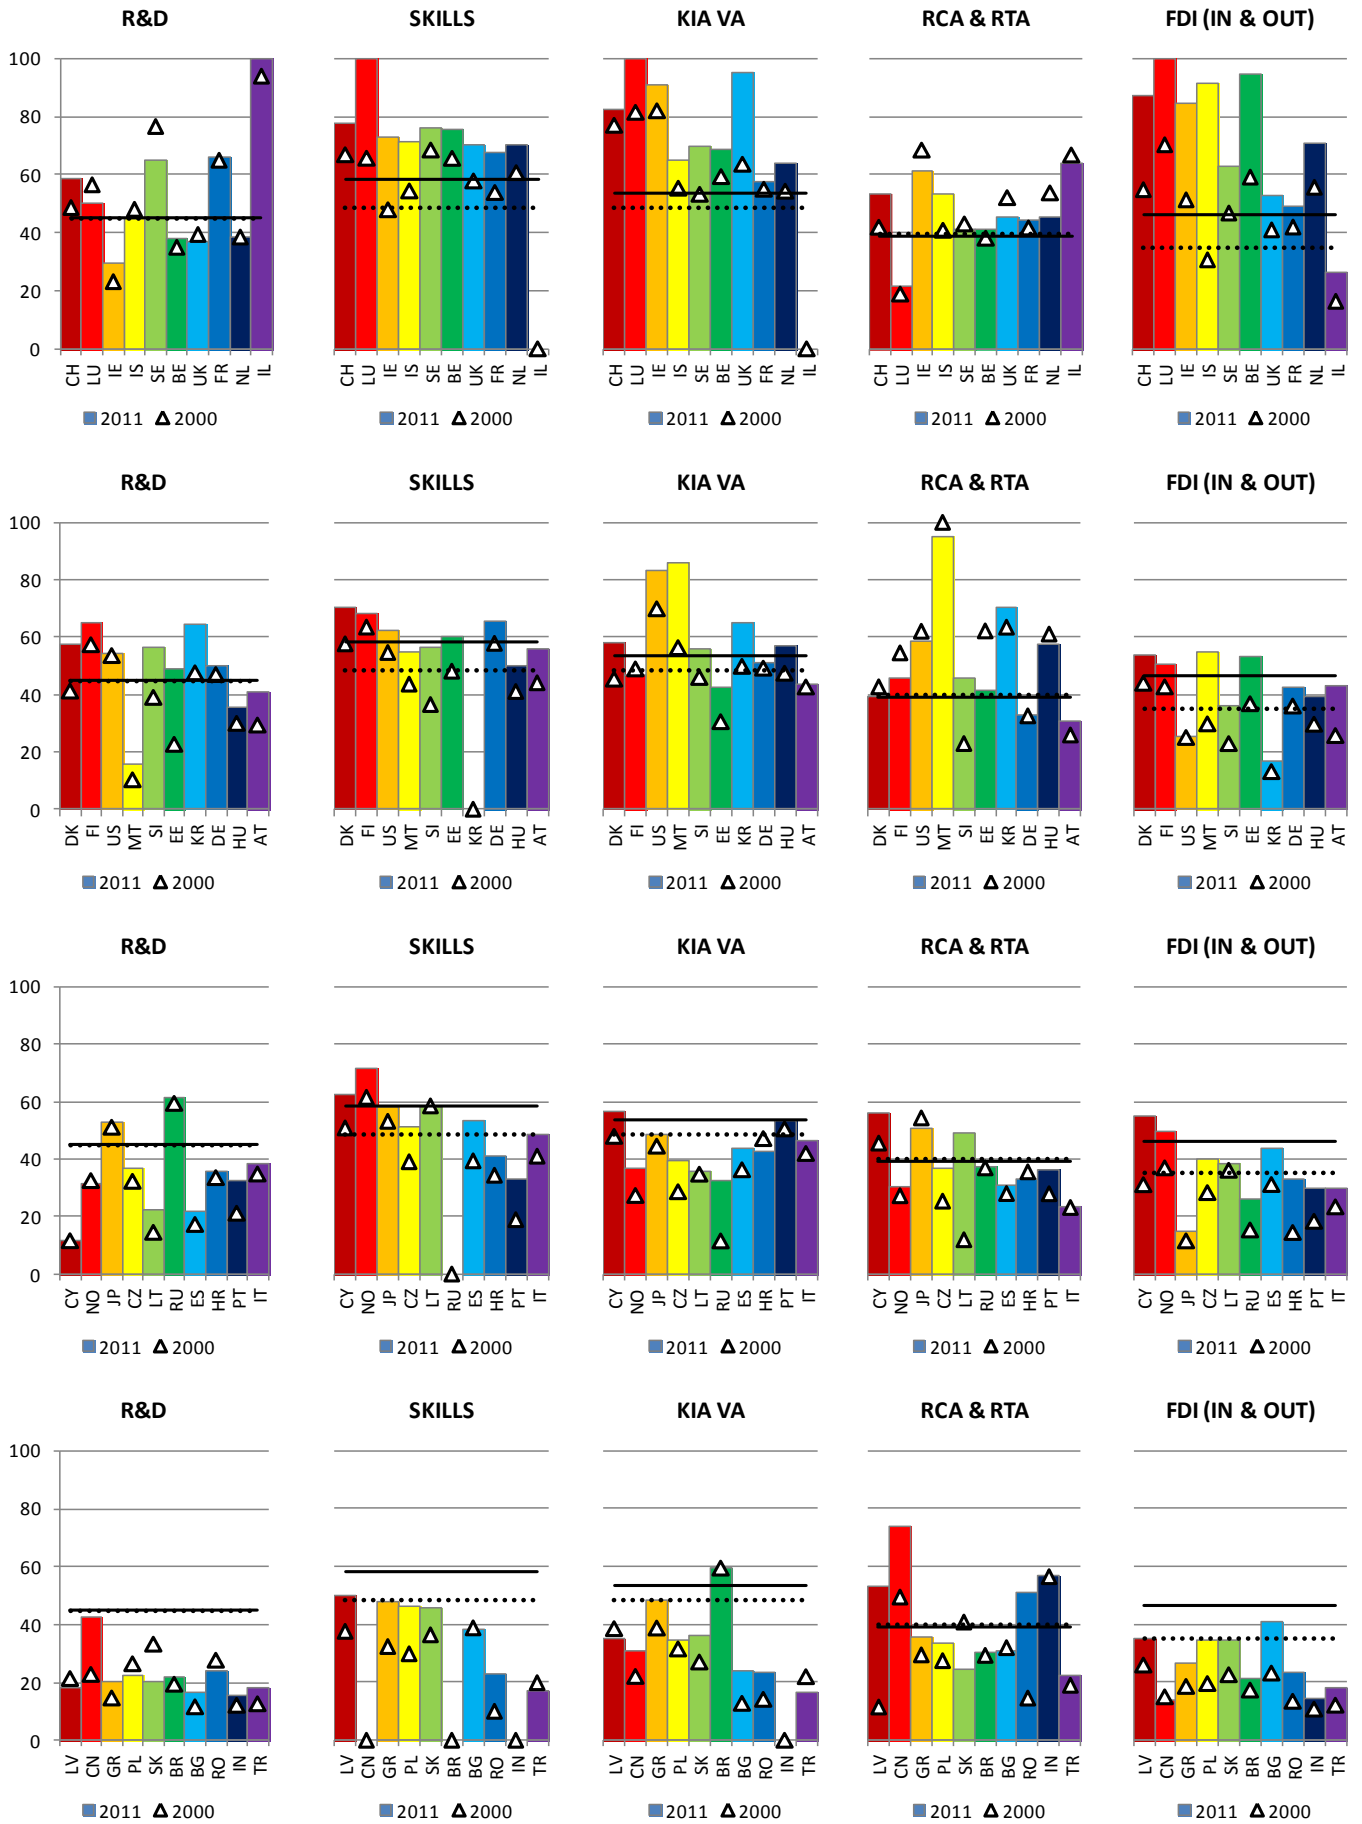 R&D SKILLS KIA VA RCA & RTA FDI (IN & OUT)
100
80
60
40
20
0
CH LU IE IS SE BE UK FR NL IL CH LU IE IS SE BE UK FR NL IL CH LU IE IS SE BE UK FR NL IL CH LU IE IS SE BE UK FR NL IL CH LU IE IS SE BE UK FR NL IL
2011 2000 2011 2000 2011 2000 2011 2000 2011 2000
R&D SKILLS KIA VA RCA & RTA FDI (IN & OUT)
100
80
60
40
20
0
DK FI US MT SI EE KR DE HU AT DK FI US MT SI EE KR DE HU AT DK FI US MT SI EE KR DE HU AT DK FI US MT SI EE KR DE HU AT DK FI US MT SI EE KR DE HU AT
2011 2000 2011 2000 2011 2000 2011 2000 2011 2000
R&D SKILLS KIA VA RCA & RTA FDI (IN & OUT)
100
80
60
40
20
0
CY NO JP CZ LT RU ES HR PT IT CY NO JP CZ LT RU ES HR PT IT CY NO JP CZ LT RU ES HR PT IT CY NO JP CZ LT RU ES HR PT IT CY NO JP CZ LT RU ES HR PT IT
2011 2000 2011 2000 2011 2000 2011 2000 2011 2000
R&D SKILLS KIA VA RCA & RTA FDI (IN & OUT)
100
80
60
40
20
0
LV CN GR PL SK BR BG RO IN TR LV CN GR PL SK BR BG RO IN TR LV CN GR PL SK BR BG RO IN TR LV CN GR PL SK BR BG RO IN TR LV CN GR PL SK BR BG RO IN TR
2011 2000 2011 2000 2011 2000 2011 2000 2011 2000